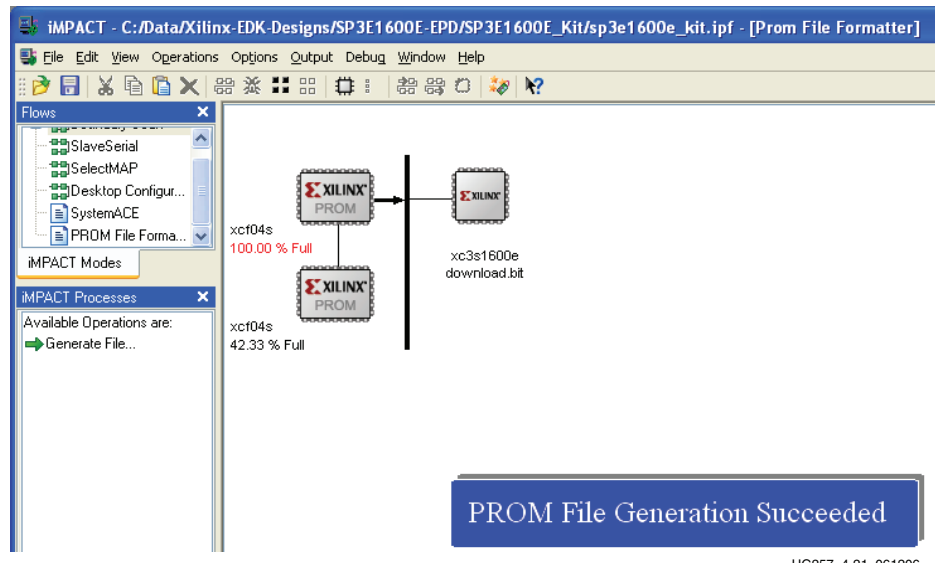 iMPACT - C:/Data/Xilinx-EDK-Designs/SP3E1600E-EPD/SP3E1600E_Kit/sp3e1600e_kit.ipf - [Prom File Formatter]
File Edit View Operations Options Output Debug Window Help
Flows
SlaveSerial
SelectMAP
Desktop Configur...
SystemACE
PROM File Forma...
iMPACT Modes
iMPACT Processes
Available Operations are:
Generate File...
XILINX
PROM
xcf04s
100.00 % Full
XILINX
PROM
xcf04s
42.33 % Full
XILINX
xc3s1600e
download.bit
PROM File Generation Succeeded